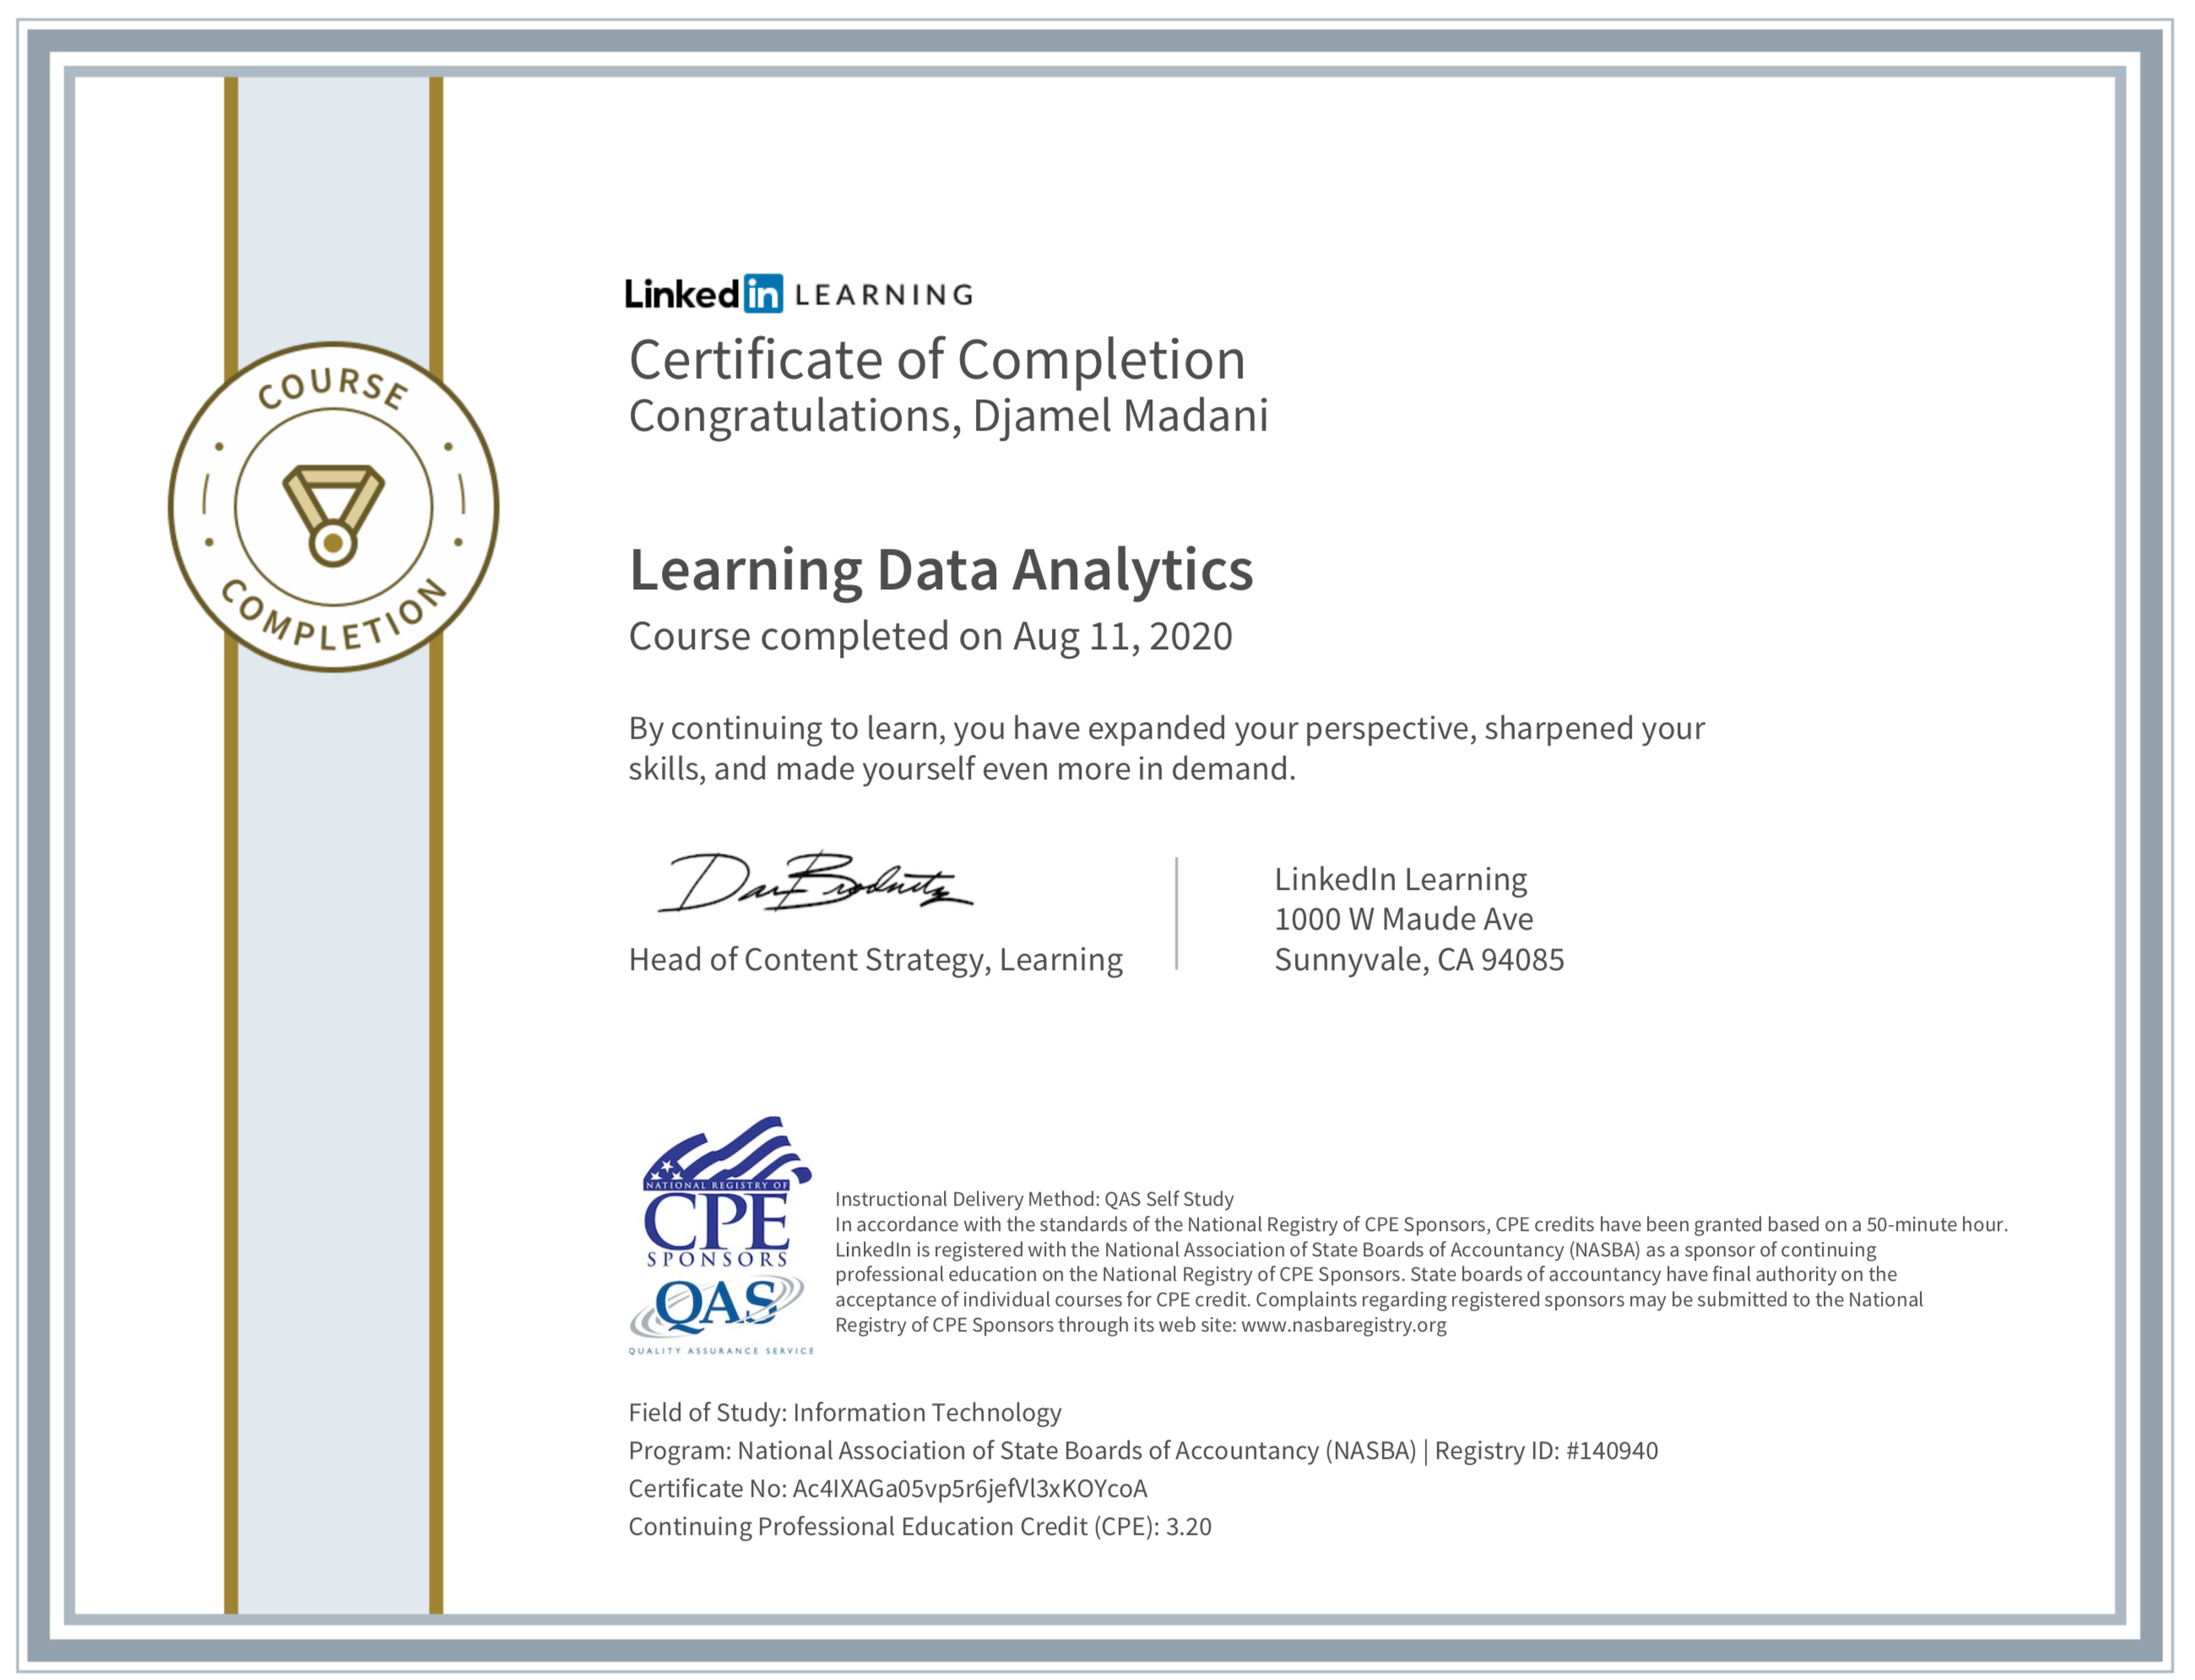 COURSE
COMPLETION
Linked in LEARNING
Certificate of Completion
Congratulations, Djamel Madani
Learning Data Analytics
Course completed on Aug 11, 2020
By continuing to learn, you have expanded your perspective, sharpened your
skills, and made yourself even more in demand.
Dan Brodnitz
Head of Content Strategy, Learning
LinkedIn Learning
1000 W Maude Ave
Sunnyvale, CA 94085
NATIONAL REGISTRY OF
CPE
SPONSORS
QAS
QUALITY ASSURANCE SERVICE
Instructional Delivery Method: QAS Self Study
In accordance with the standards of the National Registry of CPE Sponsors, CPE credits have been granted based on a 50-minute hour.
LinkedIn is registered with the National Association of State Boards of Accountancy (NASBA) as a sponsor of continuing
professional education on the National Registry of CPE Sponsors. State boards of accountancy have final authority on the
acceptance of individual courses for CPE credit. Complaints regarding registered sponsors may be submitted to the National
Registry of CPE Sponsors through its web site: www.nasbaregistry.org
Field of Study: Information Technology
Program: National Association of State Boards of Accountancy (NASBA) | Registry ID: #140940
Certificate No: Ac4IXAGa05vp5r6jefVl3xKOYcoA
Continuing Professional Education Credit (CPE): 3.20